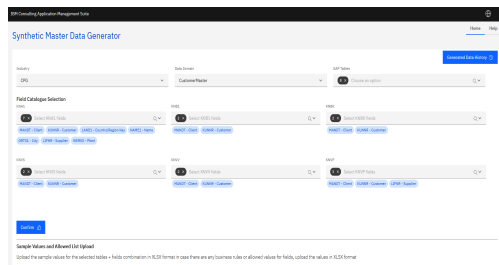 IBM Consulting Application Management Suite
Home Help
Synthetic Master Data Generator
Generated Data History
Industry
Data Domain
SAP Tables
CPG
CustomerMaster
Choose an option
Field Catalogue Selection
KNA1
KNB1
Select KNA1 fields
Select KNB1 fields
MANDT - Client KUNNR - Customer LAND1 - Country/Region Key NAME1 - Name
MANDT - Client KUNNR - Customer
MANDT - Client KUNNR - Customer
ORT01 - City LIFNR - Supplier WERKS - Plant
KNVV
KNVP
Select KNVV fields
Select KNVP fields
MANDT - Client KUNNR - Customer
MANDT - Client KUNNR - Customer
MANDT - Client KUNNR - Customer LIFNR - Supplier
Confirm
Sample Values and Allowed List Upload
Upload the sample values for the selected tables + fields combination in XLSX format in case there are any business rules or allowed values for fields, upload the values in XLSX format